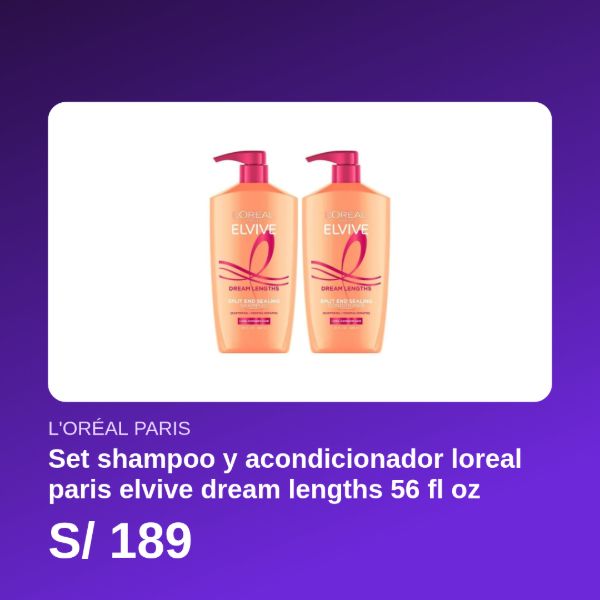 L'ORÉAL
ELVIVE
DREAM LENGTHS
SPLIT END SEALING
L'ORÉAL
ELVIVE
DREAM LENGTHS
SPLIT END SEALING
L'ORÉAL PARIS
Set shampoo y acondicionador loreal
paris elvive dream lengths 56 fl oz
S/ 189